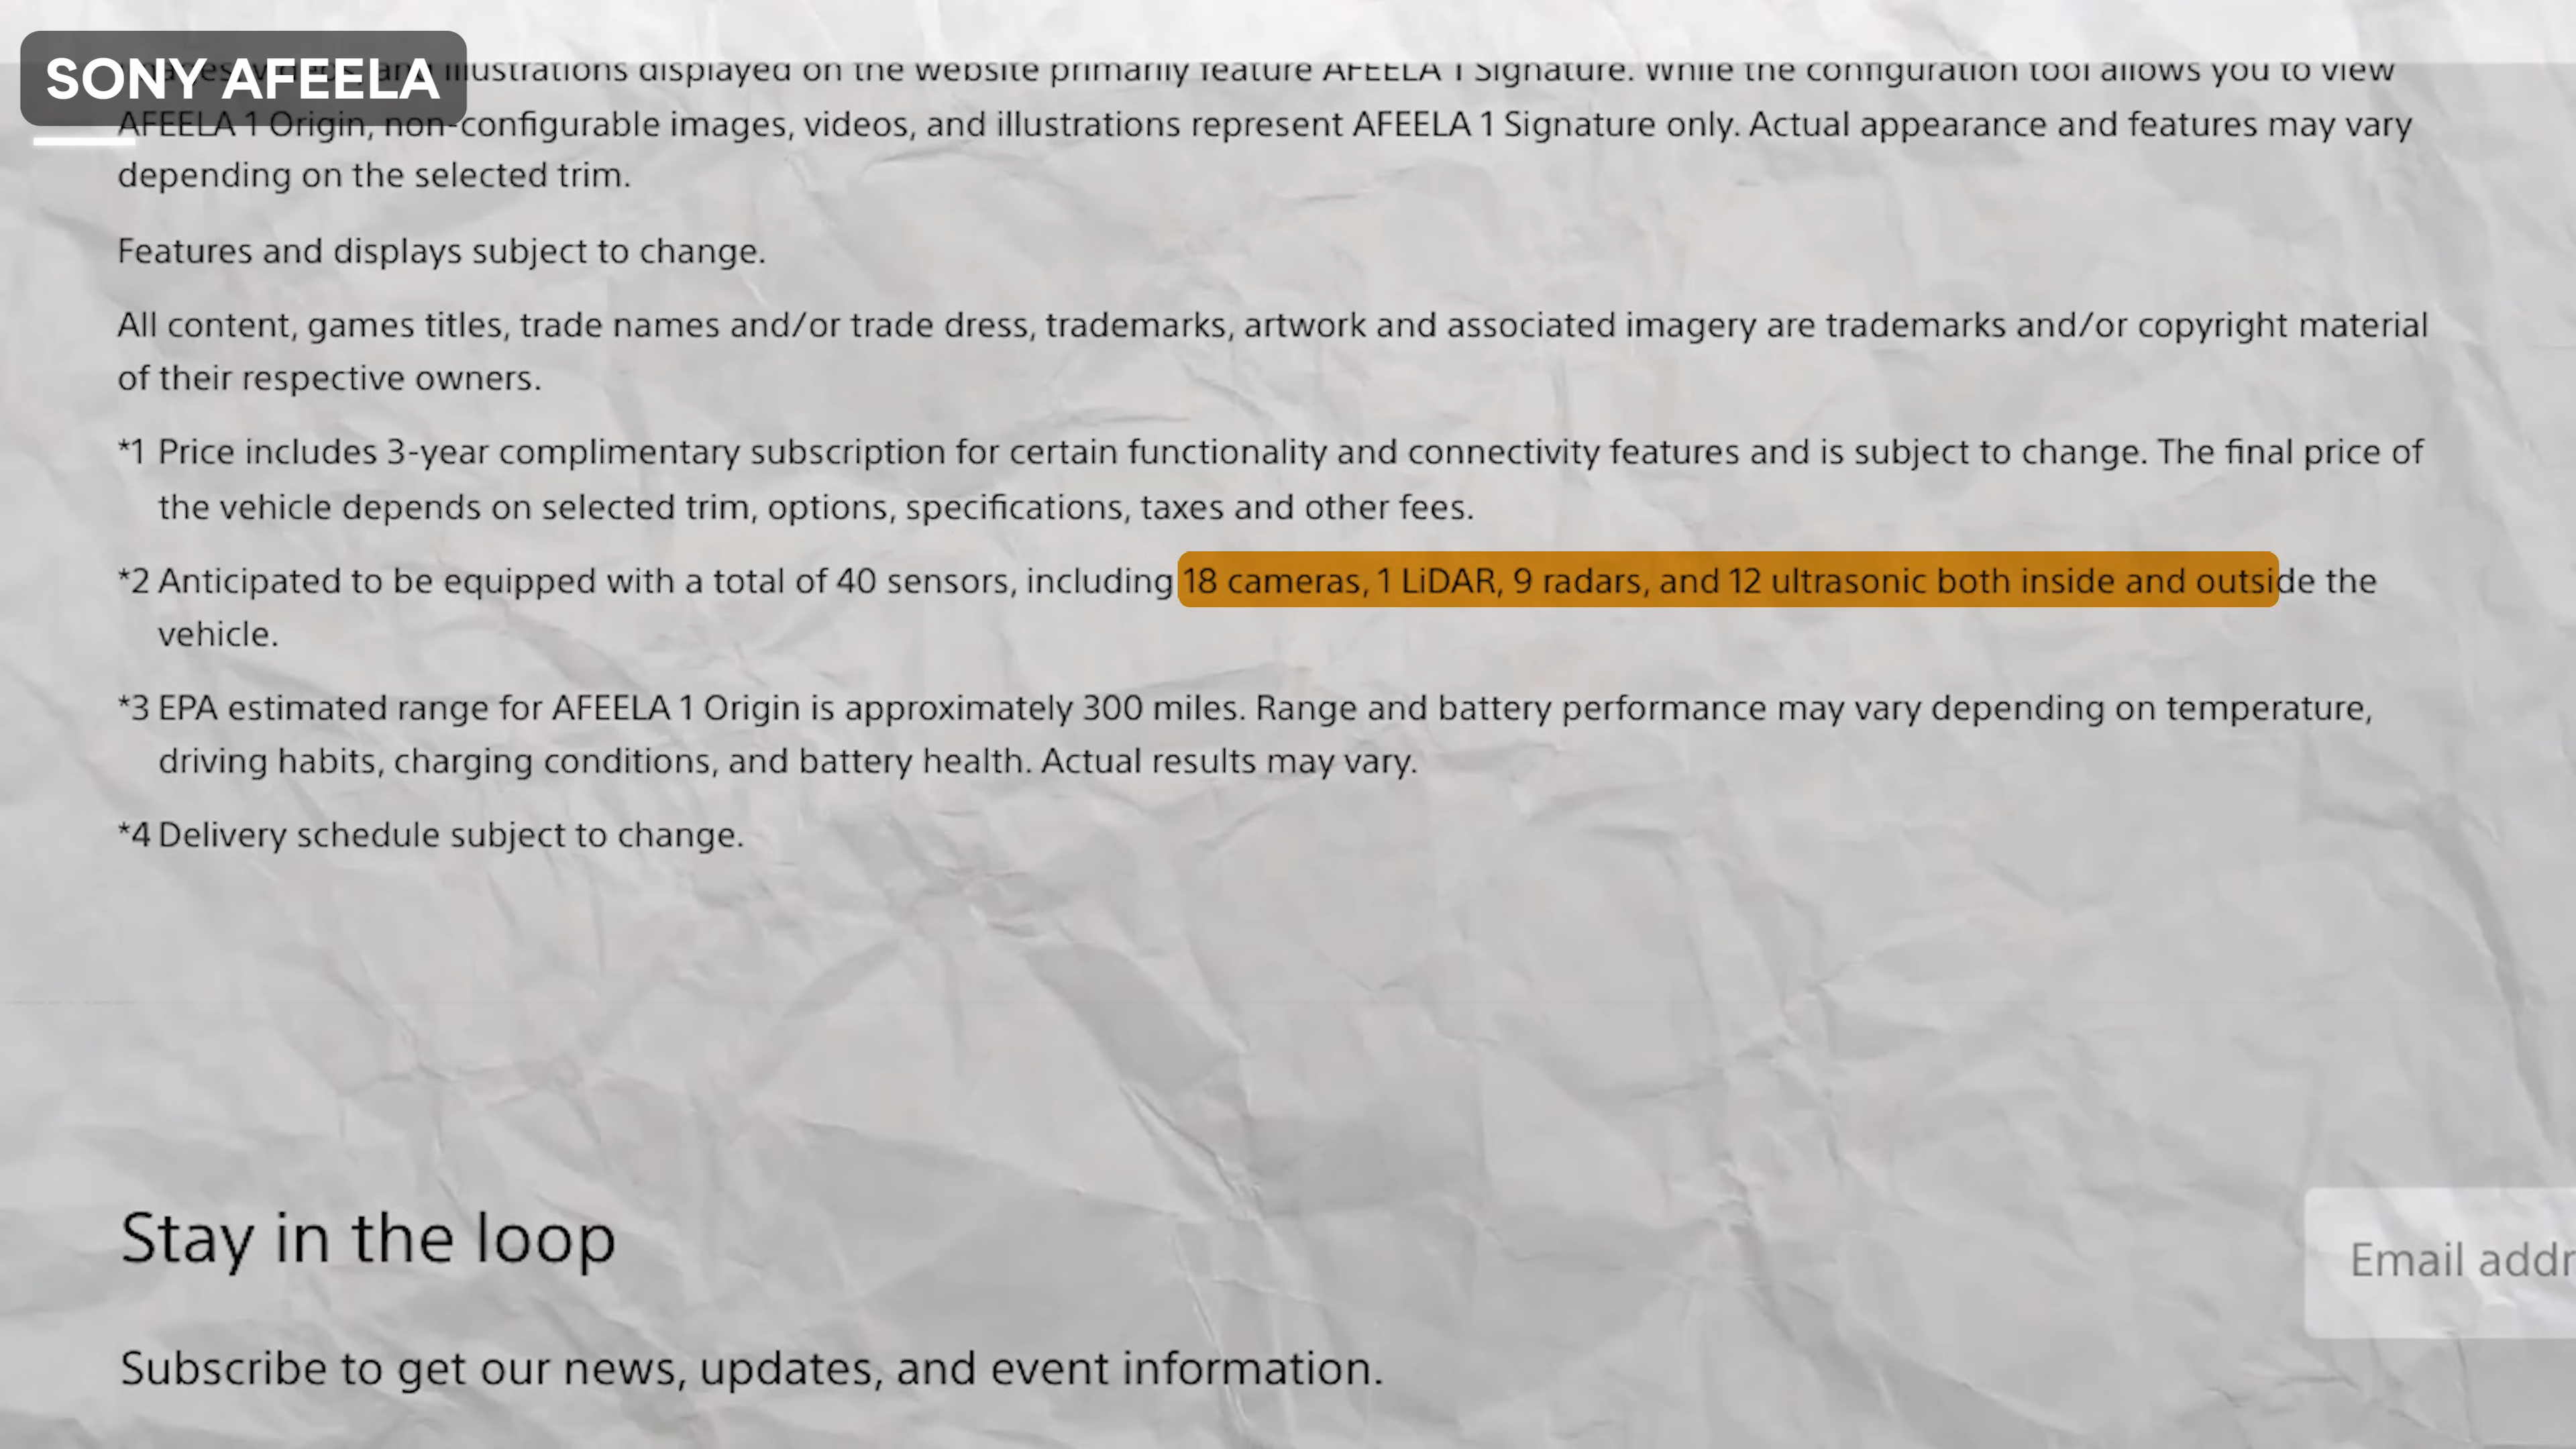 SONY AFEELA
illustrations displayed on the website primarily feature AFEELA 1 Signature. While the configuration tool allows you to view
AFEELA 1 Origin, non-configurable images, videos, and illustrations represent AFEELA 1 Signature only. Actual appearance and features may vary
depending on the selected trim.
Features and displays subject to change.
All content, games titles, trade names and/or trade dress, trademarks, artwork and associated imagery are trademarks and/or copyright material
of their respective owners.
*1 Price includes 3-year complimentary subscription for certain functionality and connectivity features and is subject to change. The final price of
the vehicle depends on selected trim, options, specifications, taxes and other fees.
*2 Anticipated to be equipped with a total of 40 sensors, including 18 cameras, 1 LiDAR, 9 radars, and 12 ultrasonic both inside and outside the
vehicle.
*3 EPA estimated range for AFEELA 1 Origin is approximately 300 miles. Range and battery performance may vary depending on temperature,
driving habits, charging conditions, and battery health. Actual results may vary.
*4 Delivery schedule subject to change.
Stay in the loop
Email addr
Subscribe to get our news, updates, and event information.